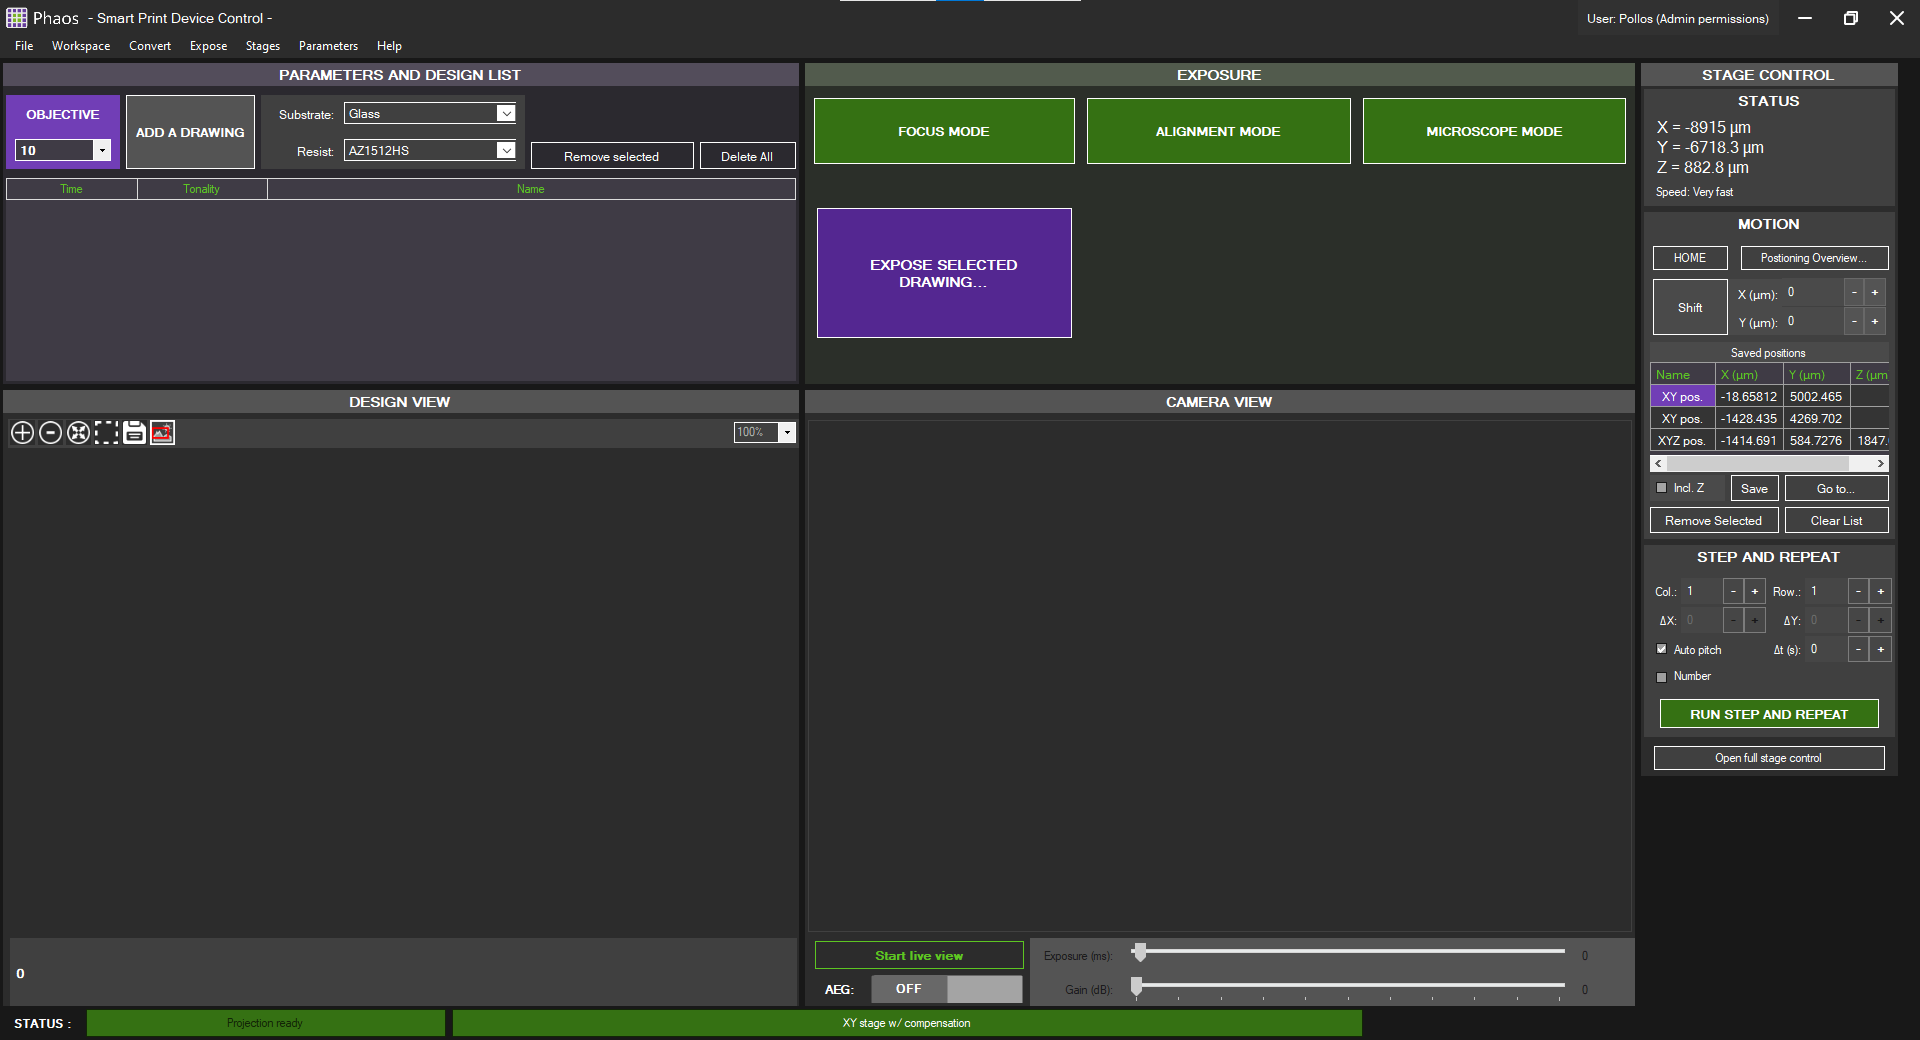 Phaos - Smart Print Device Control -
User: Pollos (Admin permissions)
File Workspace Convert Expose Stages Parameters Help
PARAMETERS AND DESIGN LIST
OBJECTIVE
10
ADD A DRAWING
Substrate: Glass
Resist: AZ1512HS
Remove selected
Delete All
Time Tonality Name
EXPOSURE
FOCUS MODE
ALIGNMENT MODE
MICROSCOPE MODE
EXPOSE SELECTED
DRAWING...
DESIGN VIEW
100%
0
CAMERA VIEW
Start live view
AEG: OFF
Exposure (ms): 0
Gain (dB): 0
STAGE CONTROL
STATUS
X = -8915 µm
Y = -6718.3 µm
Z = 882.8 µm
Speed: Very fast
MOTION
HOME
Postioning Overview...
Shift
X (µm): 0 - +
Y (µm): 0 - +
Saved positions
Name X (µm) Y (µm) Z (µm
XY pos. -18.65812 5002.465
XY pos. -1428.435 4269.702
XYZ pos. -1414.691 584.7276 1847.
Incl. Z
Save
Go to...
Remove Selected
Clear List
STEP AND REPEAT
Col.: 1 - + Row.: 1 - +
ΔX: 0 - + ΔY: 0 - +
Auto pitch Δt (s): 0 - +
Number
RUN STEP AND REPEAT
Open full stage control
STATUS :
Projection ready
XY stage w/ compensation